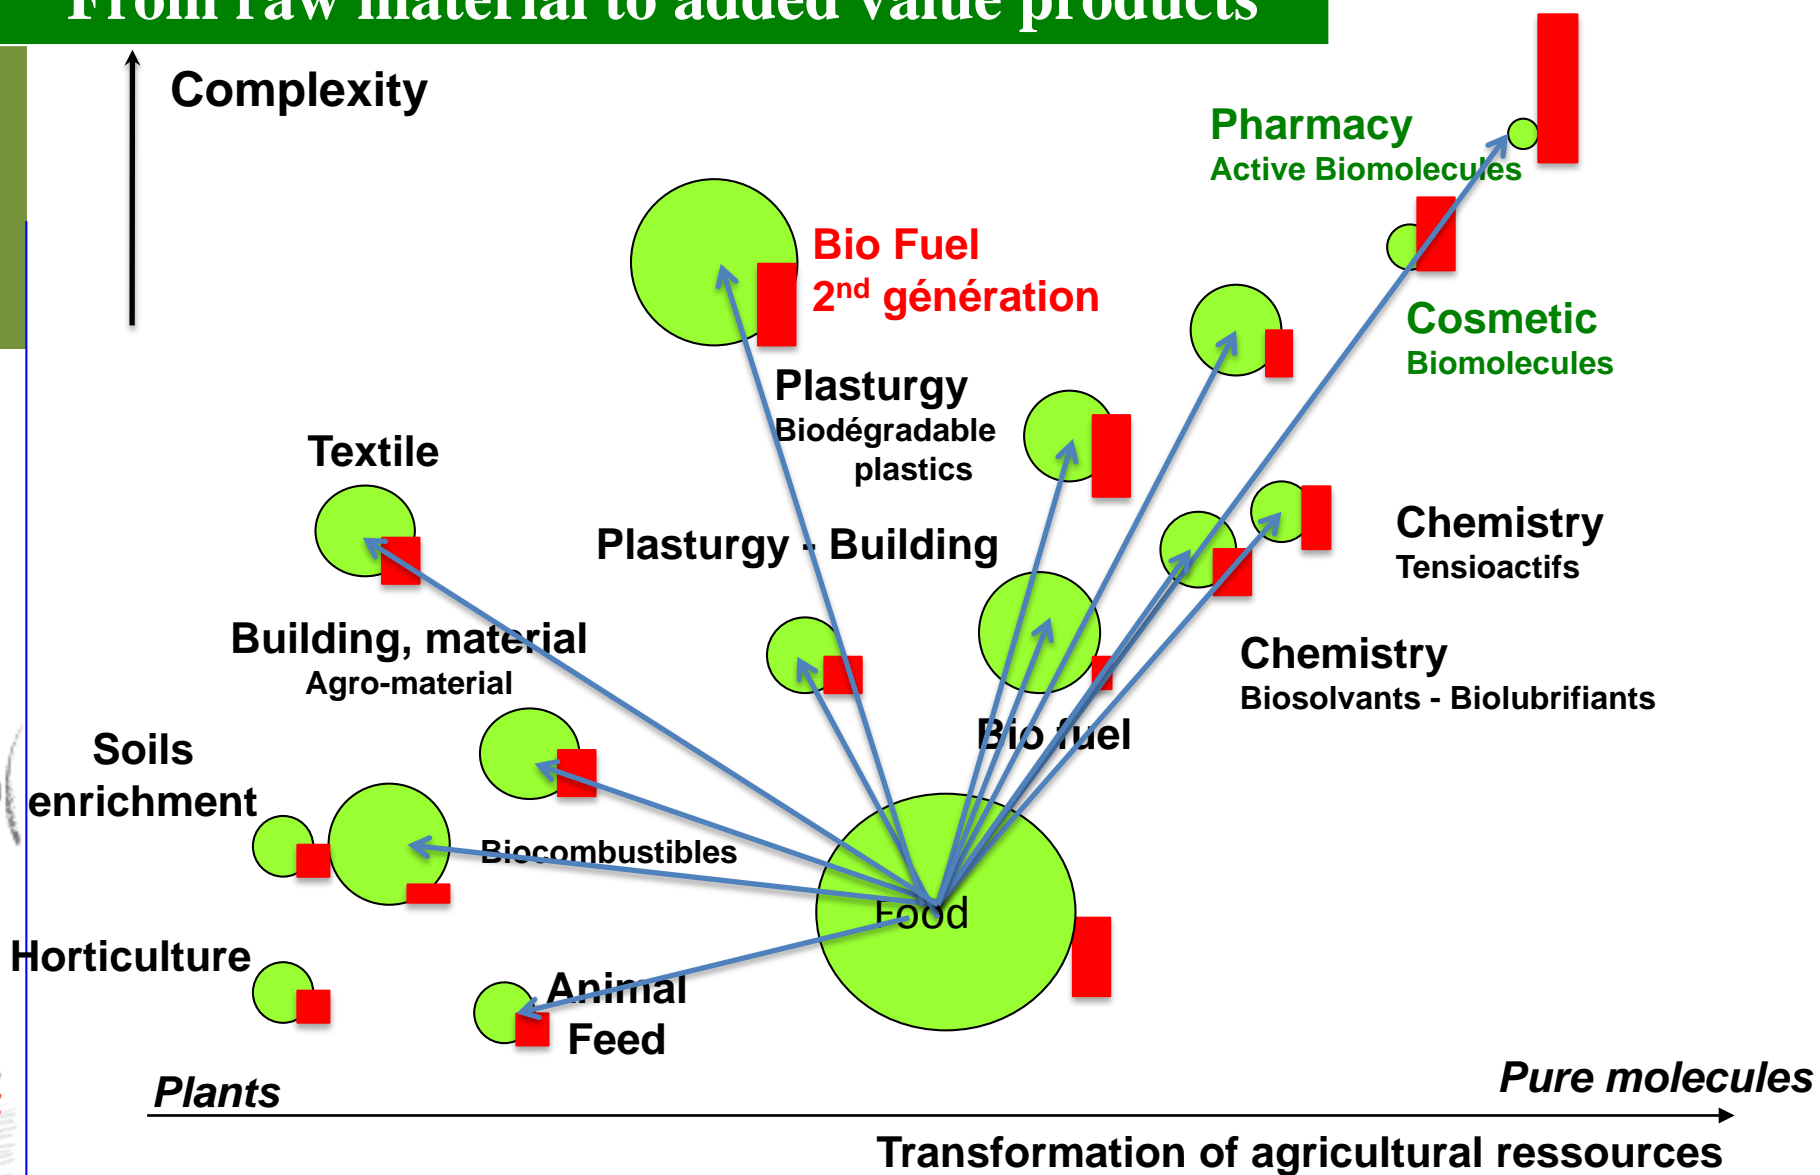 From raw material to added value products
Complexity
Pharmacy
Active Biomolecules
Bio Fuel
2nd génération
Cosmetic
Biomolecules
Plasturgy
Biodégradable
plastics
Textile
Plasturgy - Building
Chemistry
Tensioactifs
Building, material
Agro-material
Chemistry
Biosolvants - Biolubrifiants
Bio fuel
Soils
enrichment
Biocombustibles
Food
Horticulture
Animal
Feed
Plants
Pure molecules
Transformation of agricultural ressources